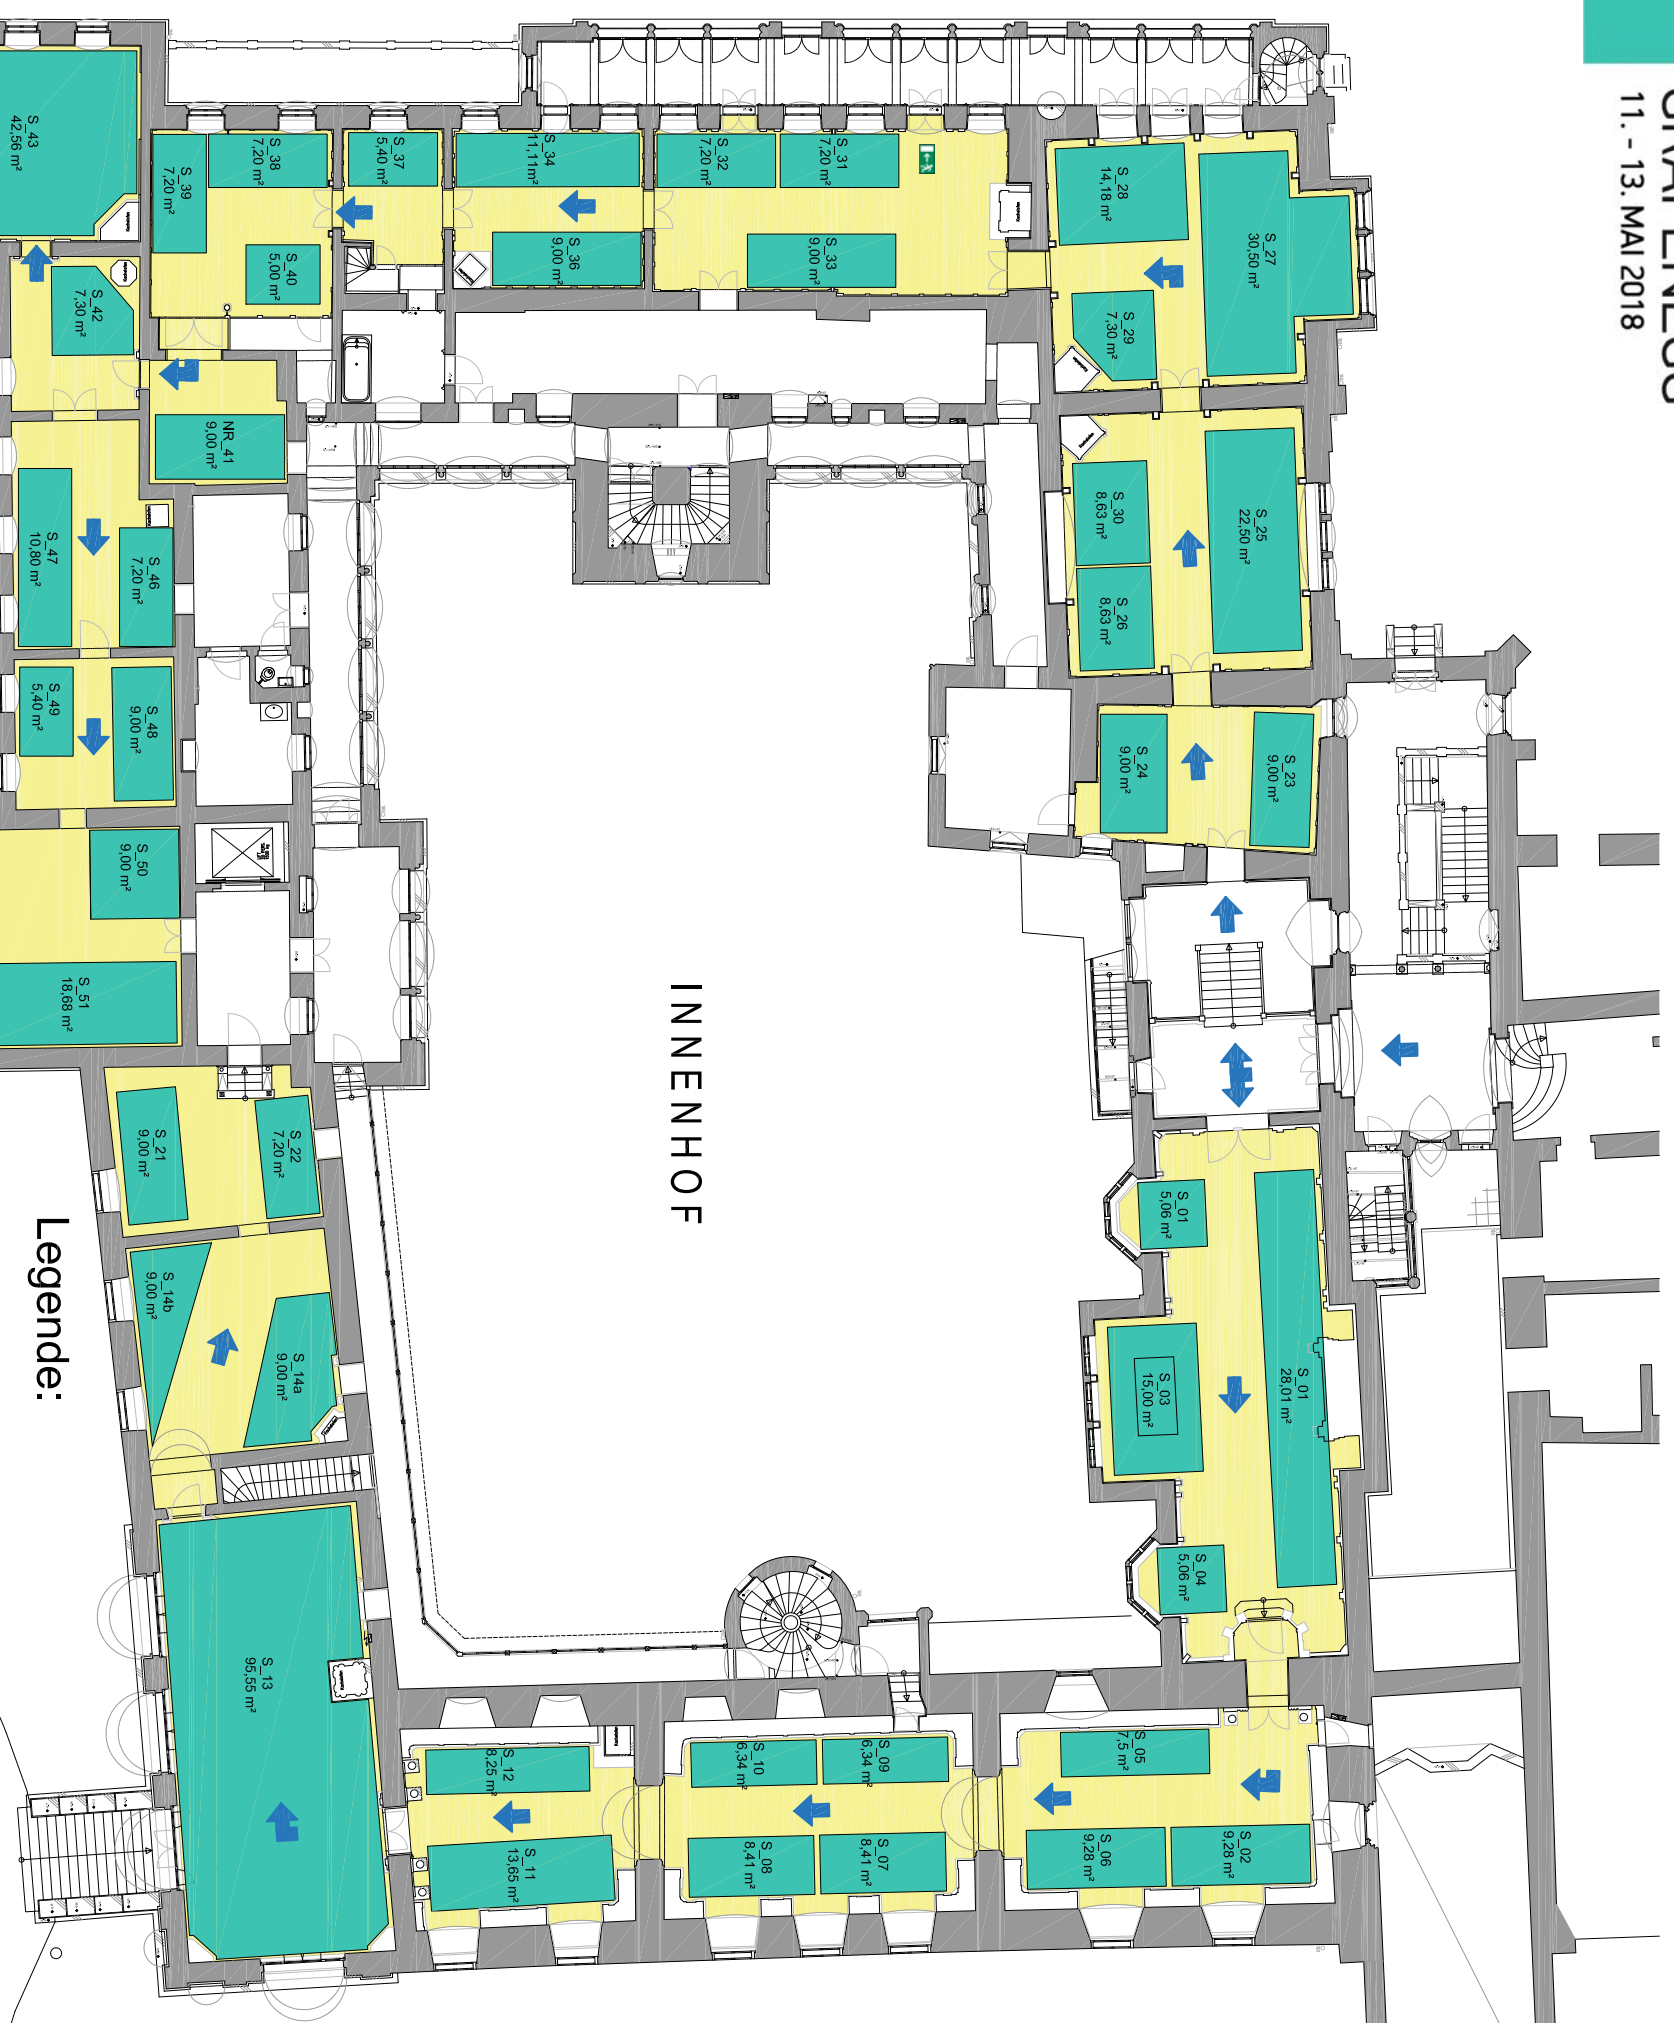 11. - 13. MAI 2018
S_43
42,56 m²
S_39
7,20 m²
S_38
7,20 m²
S_37
5,40 m²
S_34
11,11m²
S_32
7,20 m²
S_31
7,20 m²
S_28
14,18 m²
S_27
30,50 m²
S_42
7,30 m²
S_40
5,00 m²
S_36
9,00 m²
S_33
9,00 m²
S_29
7,30 m²
NR_41
9,00 m²
S_30
8,63 m²
S_25
22,50 m²
S_47
10,80 m²
S_46
7,20 m²
S_26
8,63 m²
S_49
5,40 m²
S_48
9,00 m²
S_24
9,00 m²
S_23
9,00 m²
S_50
9,00 m²
S_51
18,68 m²
INNENHOF
S_21
9,00 m²
S_22
7,20 m²
S_01
5,06 m²
S_14b
9,00 m²
S_14a
9,00 m²
S_03
15,00 m²
S_01
28,01 m²
Legende:
S_04
5,06 m²
S_13
95,55 m²
S_12
8,25 m²
S_10
6,34 m²
S_09
6,34 m²
S_05
7,5 m²
S_11
13,65 m²
S_08
8,41 m²
S_07
8,41 m²
S_06
9,28 m²
S_02
9,28 m²